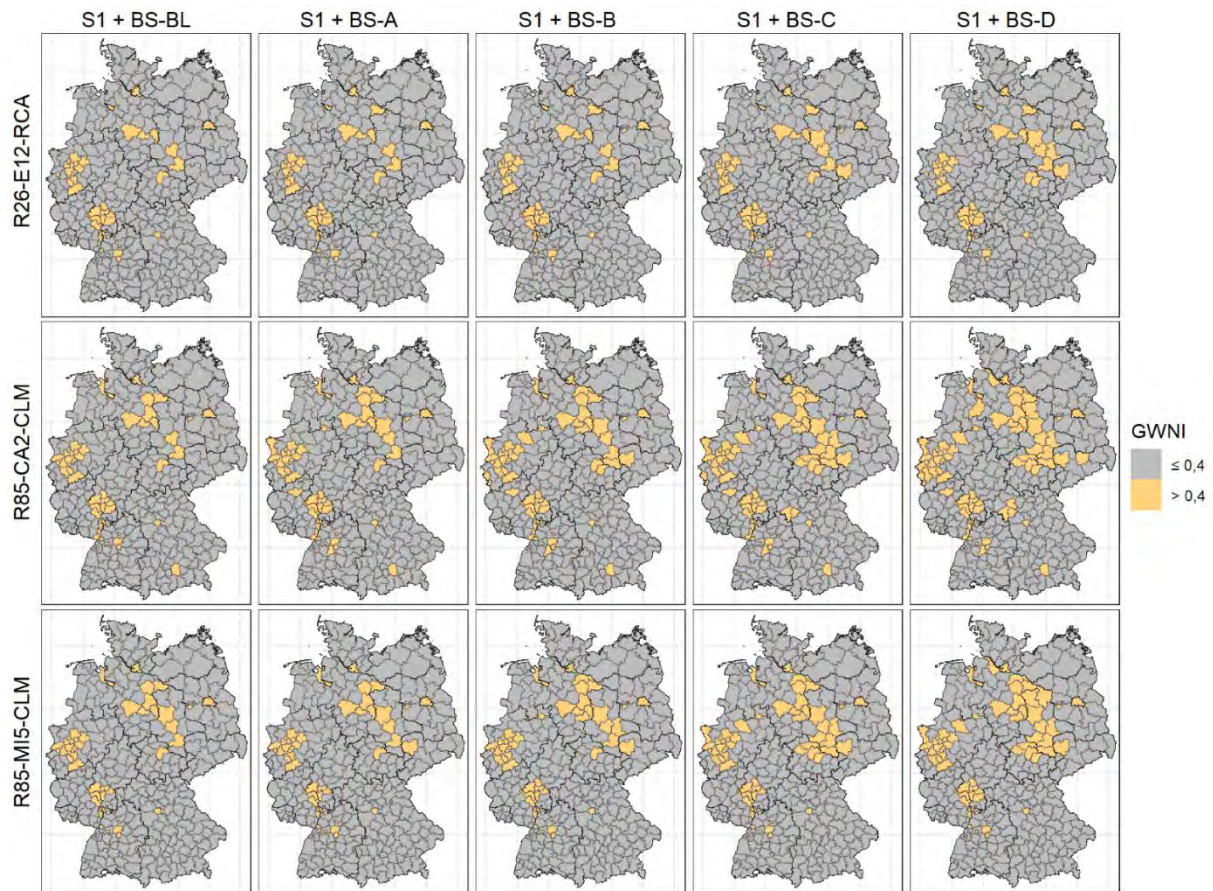 S1 + BS-BL
S1 + BS-A
S1 + BS-B
S1 + BS-C
S1 + BS-D
R26-E12-RCA
R85-CA2-CLM
GWNI
≤ 0,4
> 0,4
R85-MI5-CLM